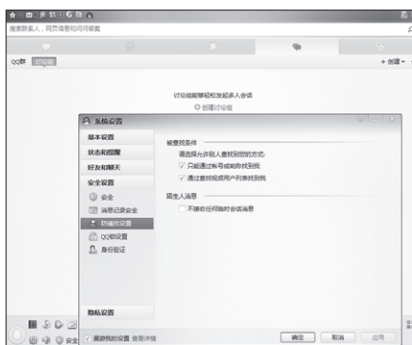 搜索联系人、网页信息和问问答案
QQ群 讨论组 + 创建
讨论组能够轻松发起多人会话
创建讨论组
系统设置
基本设置
状态和提醒
好友和聊天
安全设置
安全
消息记录安全
防骚扰设置
QQ锁设置
身份验证
隐私设置
被查找条件
请选择允许别人查找到您的方式:
只能通过帐号或昵称找到我
通过查找视频用户列表找到我
陌生人消息
不接收任何临时会话消息
漫游我的设置 查看详情
确定 取消 应用
安全